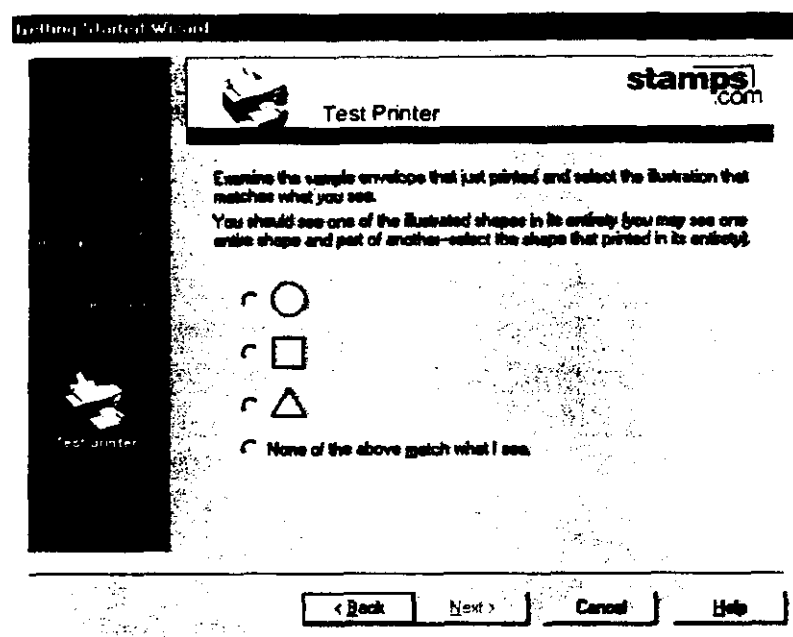 Getting Started Wizard
stamps
.com
Test Printer
Examine the sample envelope that just printed and select the illustration that
matches what you see.
You should see one of the illustrated shapes in its entirety (you may see one
entire shape and part of another--select the shape that printed in its entirety).
None of the above match what I see.
Test printer
< Back
Next >
Cancel
Help